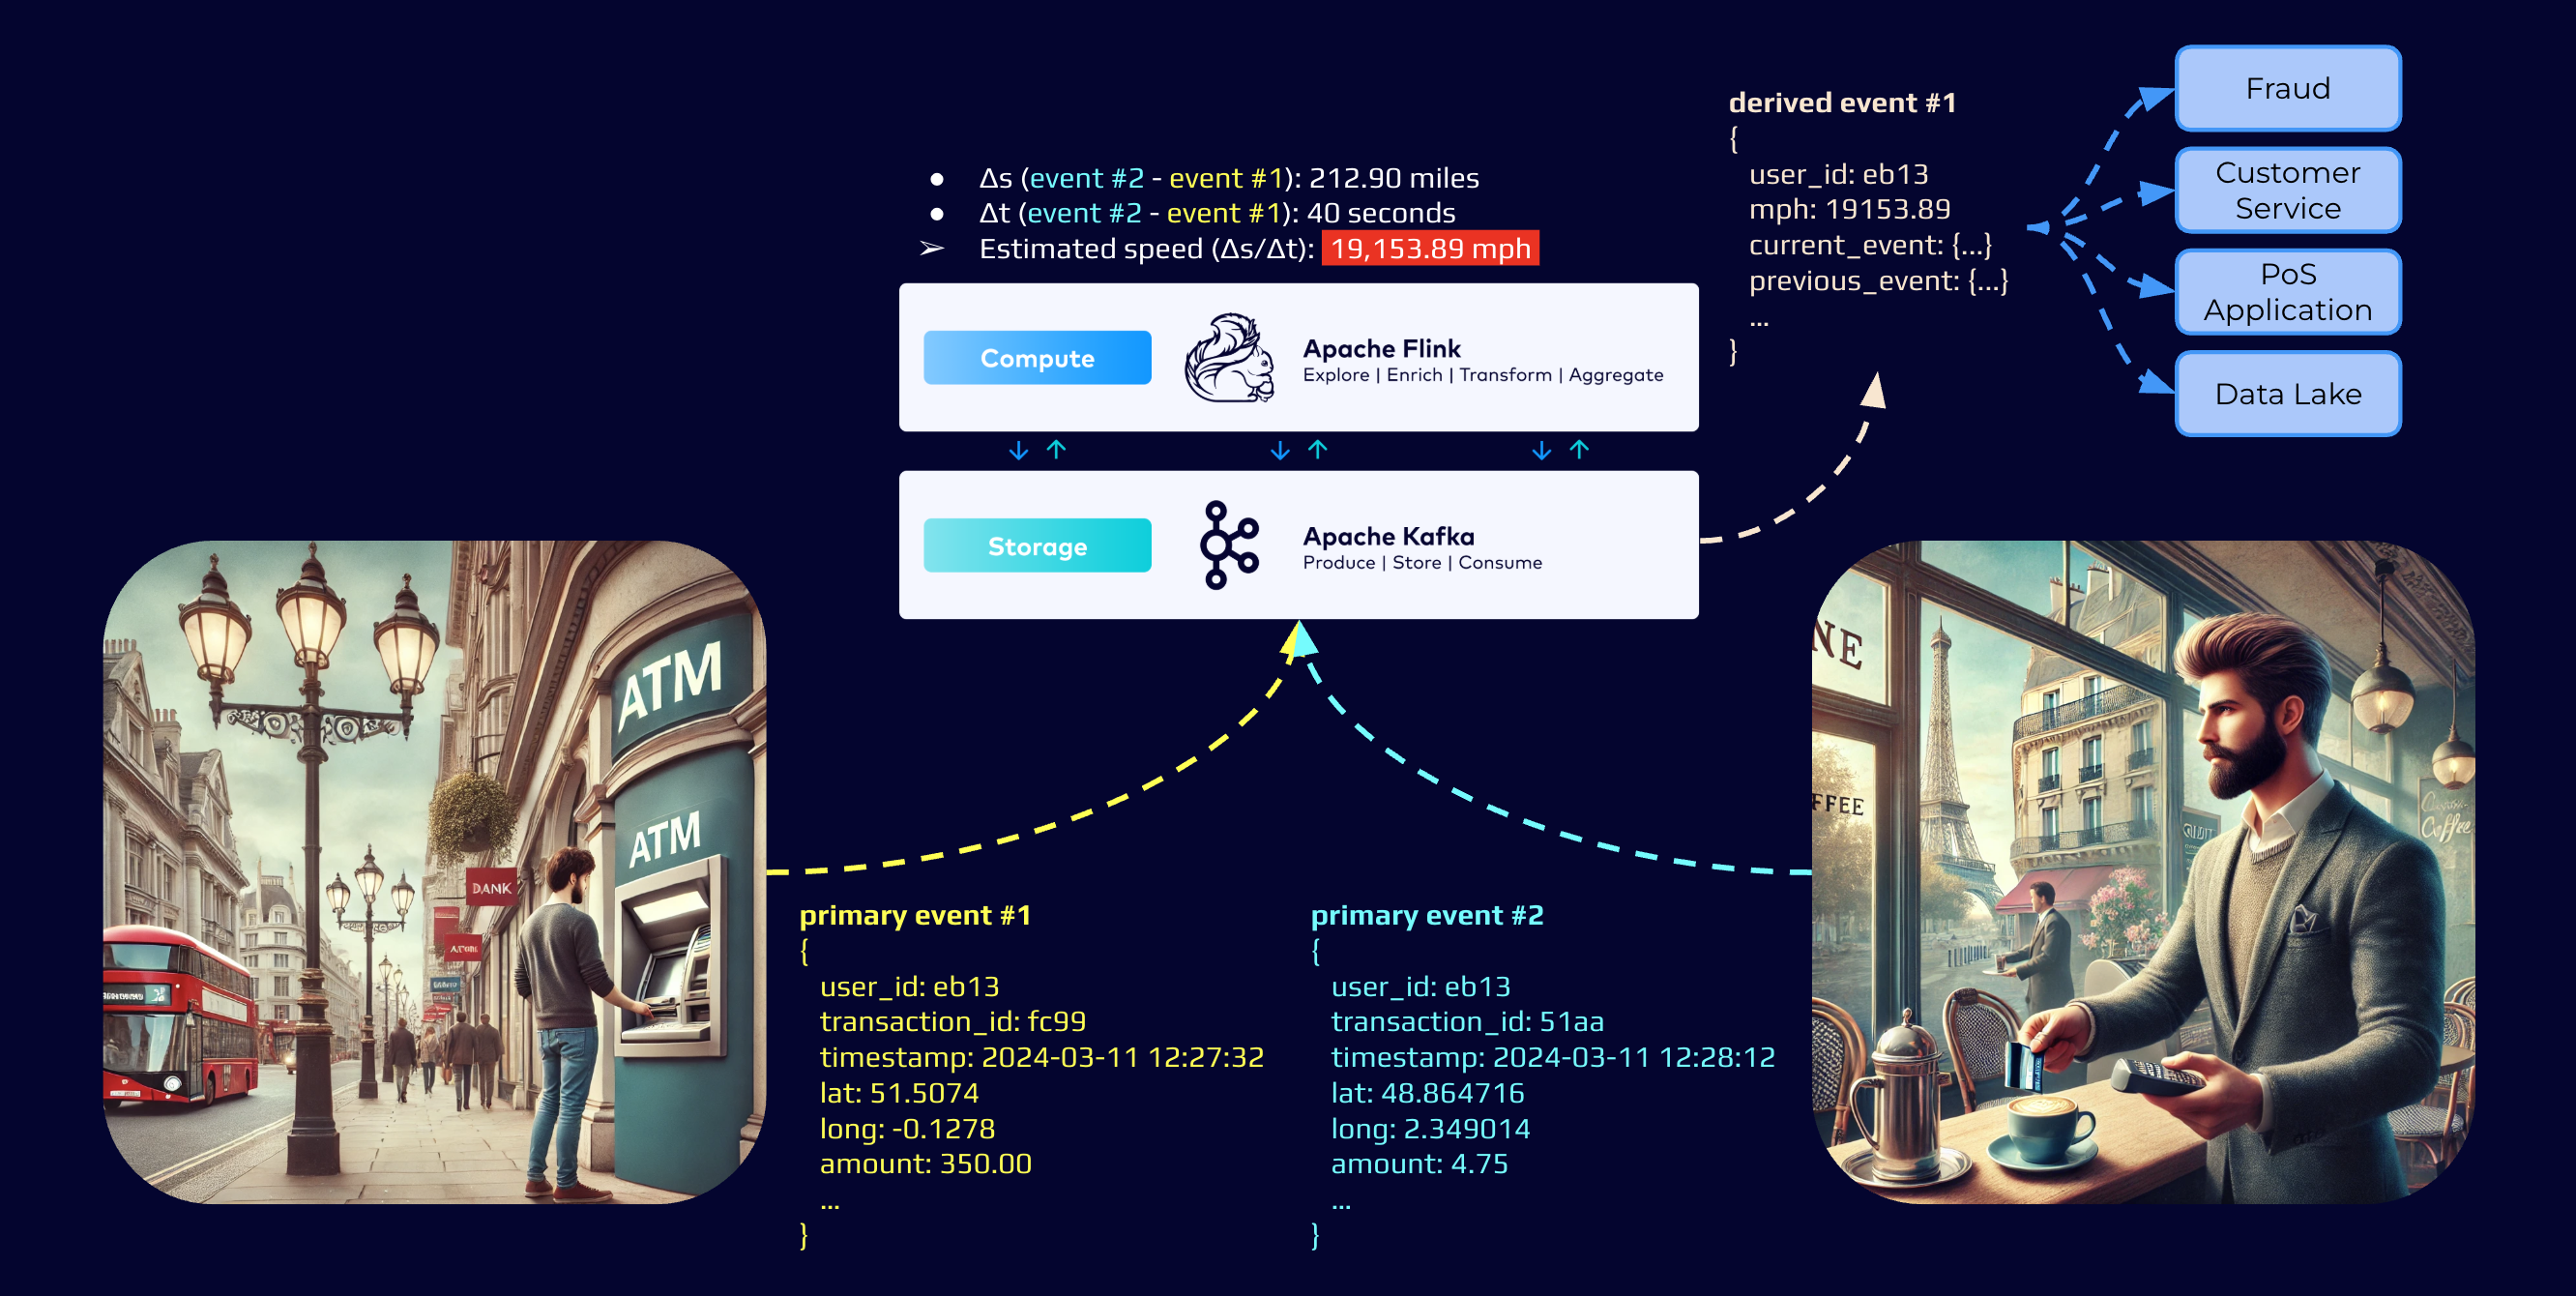 ● Δs (event #2 - event #1): 212.90 miles
● Δt (event #2 - event #1): 40 seconds
➢ Estimated speed (Δs/Δt): 19,153.89 mph
Compute
Apache Flink
Explore | Enrich | Transform | Aggregate
Storage
Apache Kafka
Produce | Store | Consume
derived event #1
{
user_id: eb13
mph: 19153.89
current_event: {...}
previous_event: {...}
...
}
Fraud
Customer
Service
PoS
Application
Data Lake
ATM
ATM
DANK
primary event #1
{
user_id: eb13
transaction_id: fc99
timestamp: 2024-03-11 12:27:32
lat: 51.5074
long: -0.1278
amount: 350.00
...
}
primary event #2
{
user_id: eb13
transaction_id: 51aa
timestamp: 2024-03-11 12:28:12
lat: 48.864716
long: 2.349014
amount: 4.75
...
}
NE
FFEE
Coffee